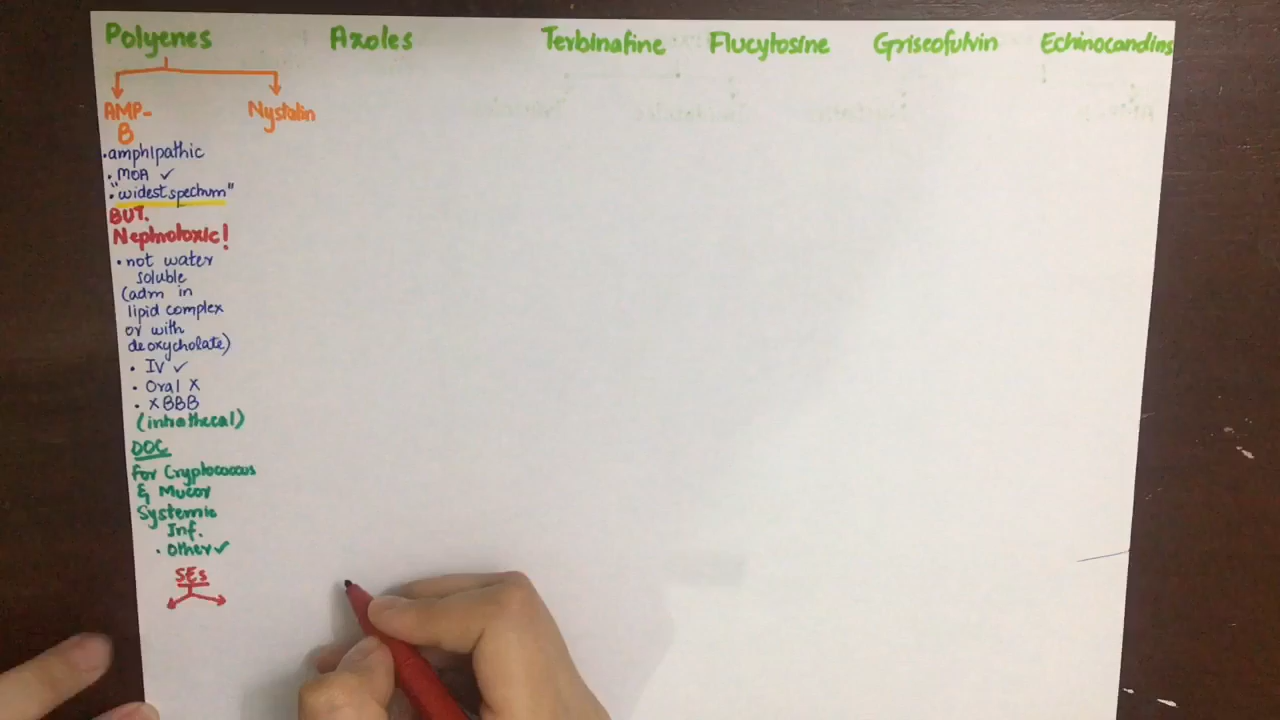 Polyenes Azoles Terbinafine Flucytosine Griseofulvin Echinocandins
AMP-
B
Nystatin
•amphipathic
•MOA ✓
•"widest spectrum"
BUT.
Nephrotoxic!
•not water
soluble
(adm in
lipid complex
or with
deoxycholate)
• IV ✓
• Oral X
• X BBB
(intrathecal)
DOC
for Cryptococcus
& Mucor
Systemic
Inf.
• Other ✓
SEs